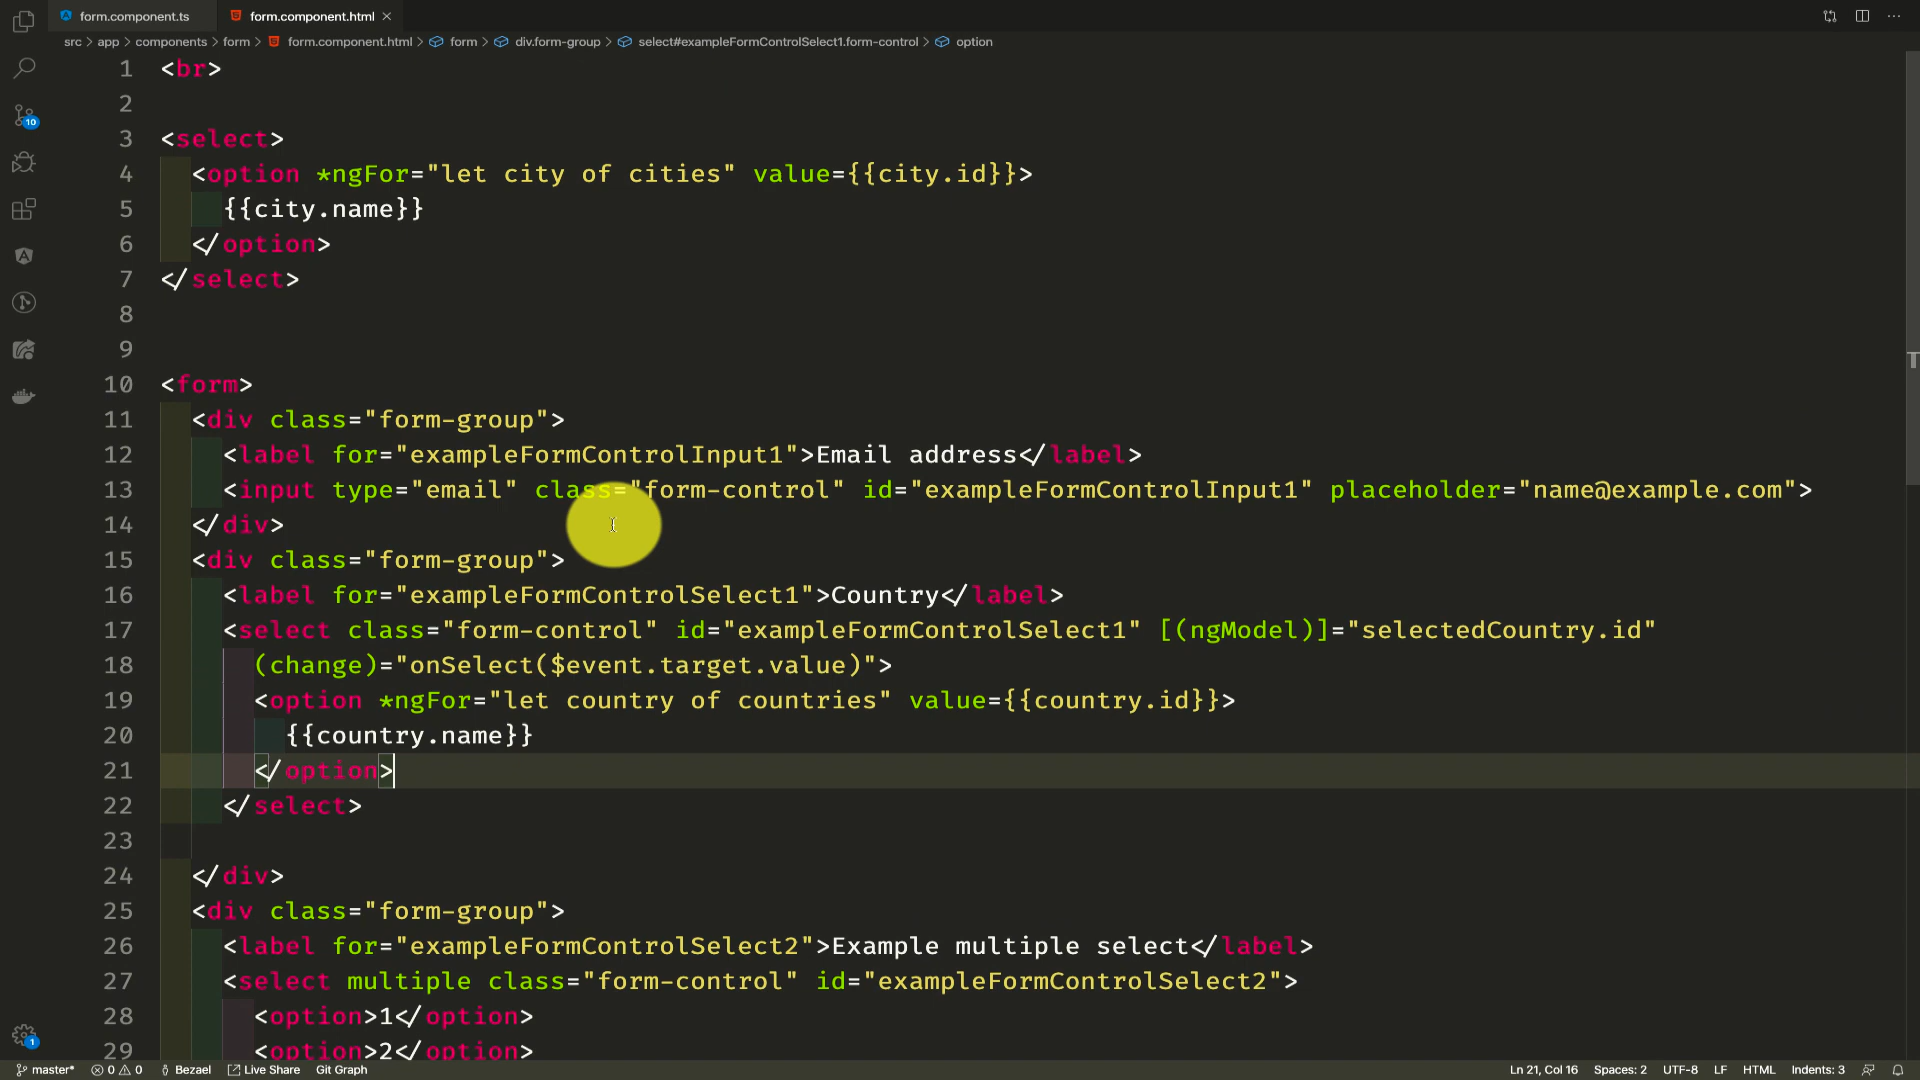 form.component.ts
form.component.html
src > app > components > form > form.component.html > form > div.form-group > select#exampleFormControlSelect1.form-control > option
1 <br>
2
3 <select>
4 <option *ngFor="let city of cities" value={{city.id}}>
5 {{city.name}}
6 </option>
7 </select>
8
9
10 <form>
11 <div class="form-group">
12 <label for="exampleFormControlInput1">Email address</label>
13 <input type="email" class="form-control" id="exampleFormControlInput1" placeholder="name@example.com">
14 </div>
15 <div class="form-group">
16 <label for="exampleFormControlSelect1">Country</label>
17 <select class="form-control" id="exampleFormControlSelect1" [(ngModel)]="selectedCountry.id"
18 (change)="onSelect($event.target.value)">
19 <option *ngFor="let country of countries" value={{country.id}}>
20 {{country.name}}
21 </option>
22 </select>
23
24 </div>
25 <div class="form-group">
26 <label for="exampleFormControlSelect2">Example multiple select</label>
27 <select multiple class="form-control" id="exampleFormControlSelect2">
28 <option>1</option>
29 <option>2</option>
10
1
master* 0 0 Bezael Live Share Git Graph Ln 21, Col 16 Spaces: 2 UTF-8 LF HTML Indents: 3